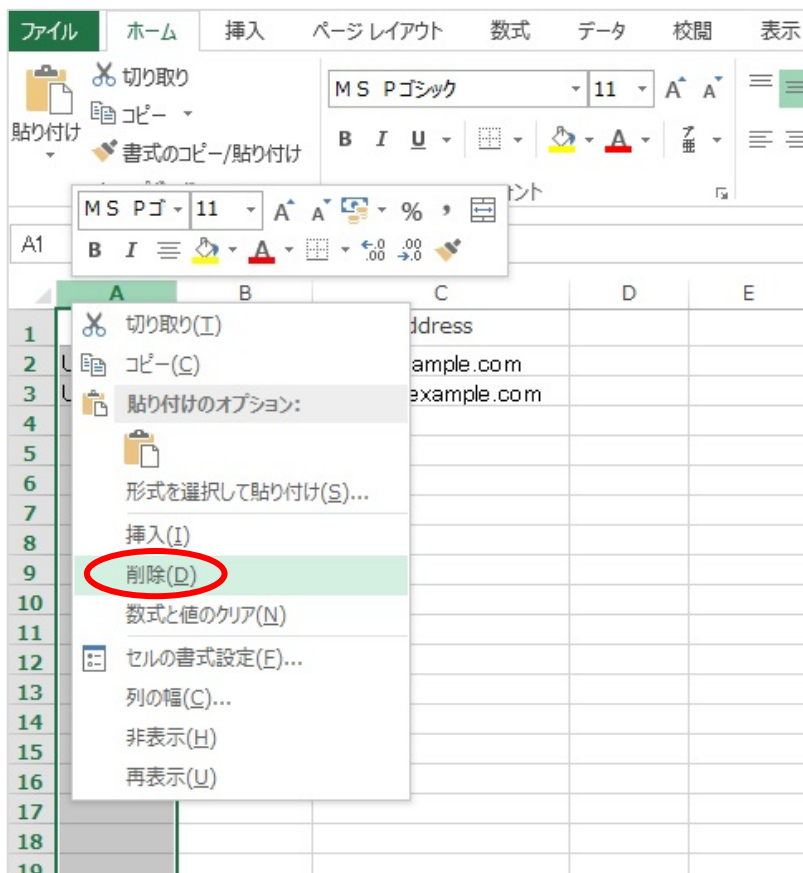 ファイル ホーム 挿入 ページ レイアウト 数式 データ 校閲 表示
切り取り
コピー
貼り付け
書式のコピー/貼り付け
ＭＳ Ｐゴシック 11 A A
B I U A 亜
ント
ＭＳ Ｐゴ 11 A A % ,
B I A .00 .00
A1
A B C D E
1 ddress
2 U ample.com
3 U example.com
4
5
6
7
8
9
10
11
12
13
14
15
16
17
18
19
切り取り(T)
コピー(C)
貼り付けのオプション:
形式を選択して貼り付け(S)...
挿入(I)
削除(D)
数式と値のクリア(N)
セルの書式設定(F)...
列の幅(C)...
非表示(H)
再表示(U)